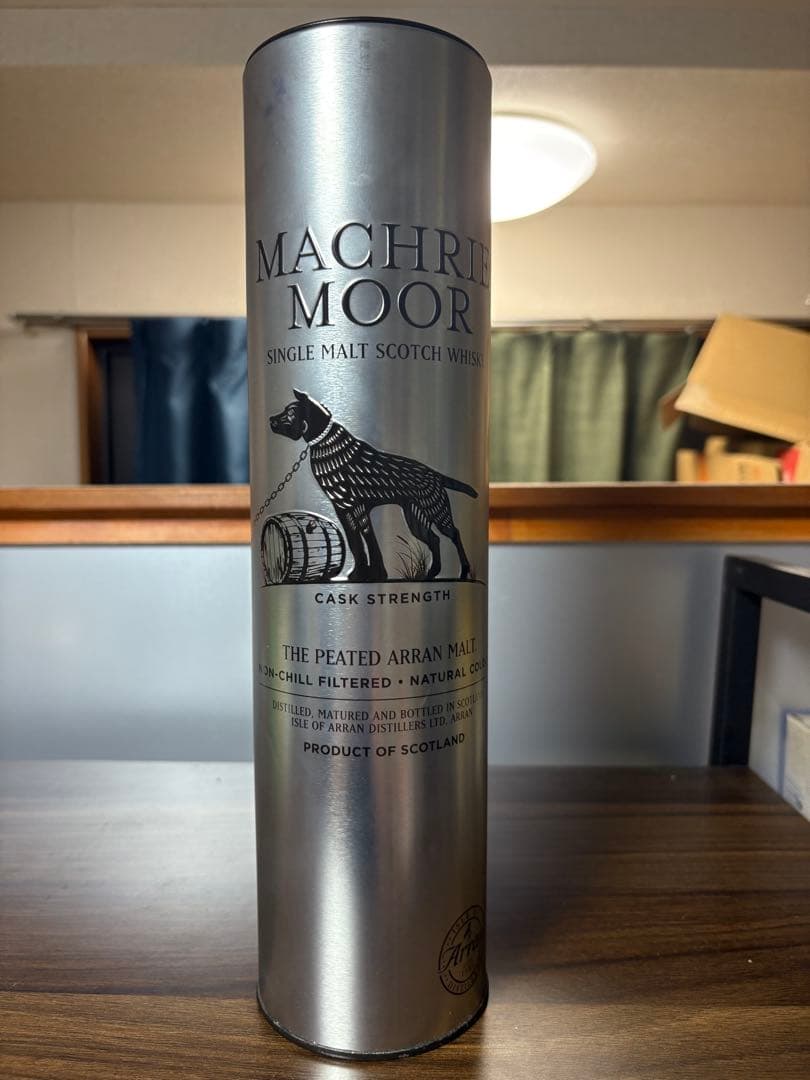 MACHRIE
MOOR
SINGLE MALT SCOTCH WHISKY
CASK STRENGTH
THE PEATED ARRAN MALT.
NON-CHILL FILTERED • NATURAL COLOUR
DISTILLED, MATURED AND BOTTLED IN SCOTLAND
ISLE OF ARRAN DISTILLERS LTD. ARRAN
PRODUCT OF SCOTLAND
Arran